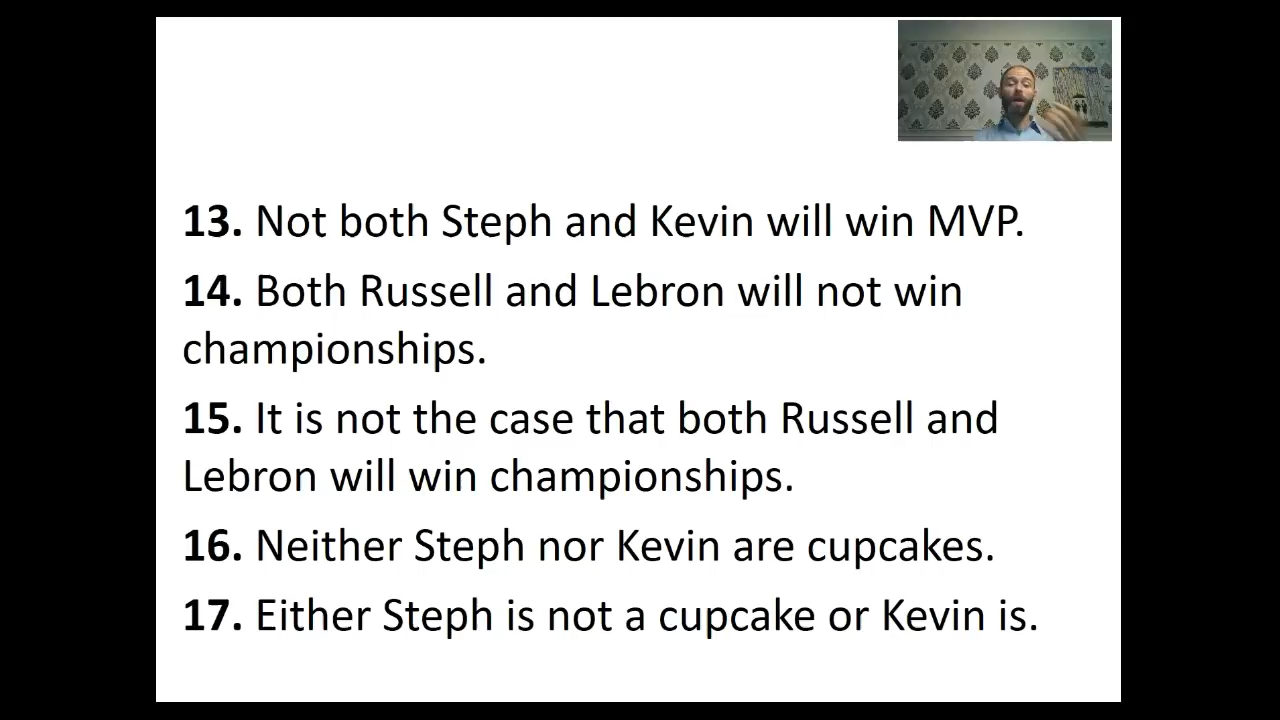 13. Not both Steph and Kevin will win MVP.
14. Both Russell and Lebron will not win
championships.
15. It is not the case that both Russell and
Lebron will win championships.
16. Neither Steph nor Kevin are cupcakes.
17. Either Steph is not a cupcake or Kevin is.